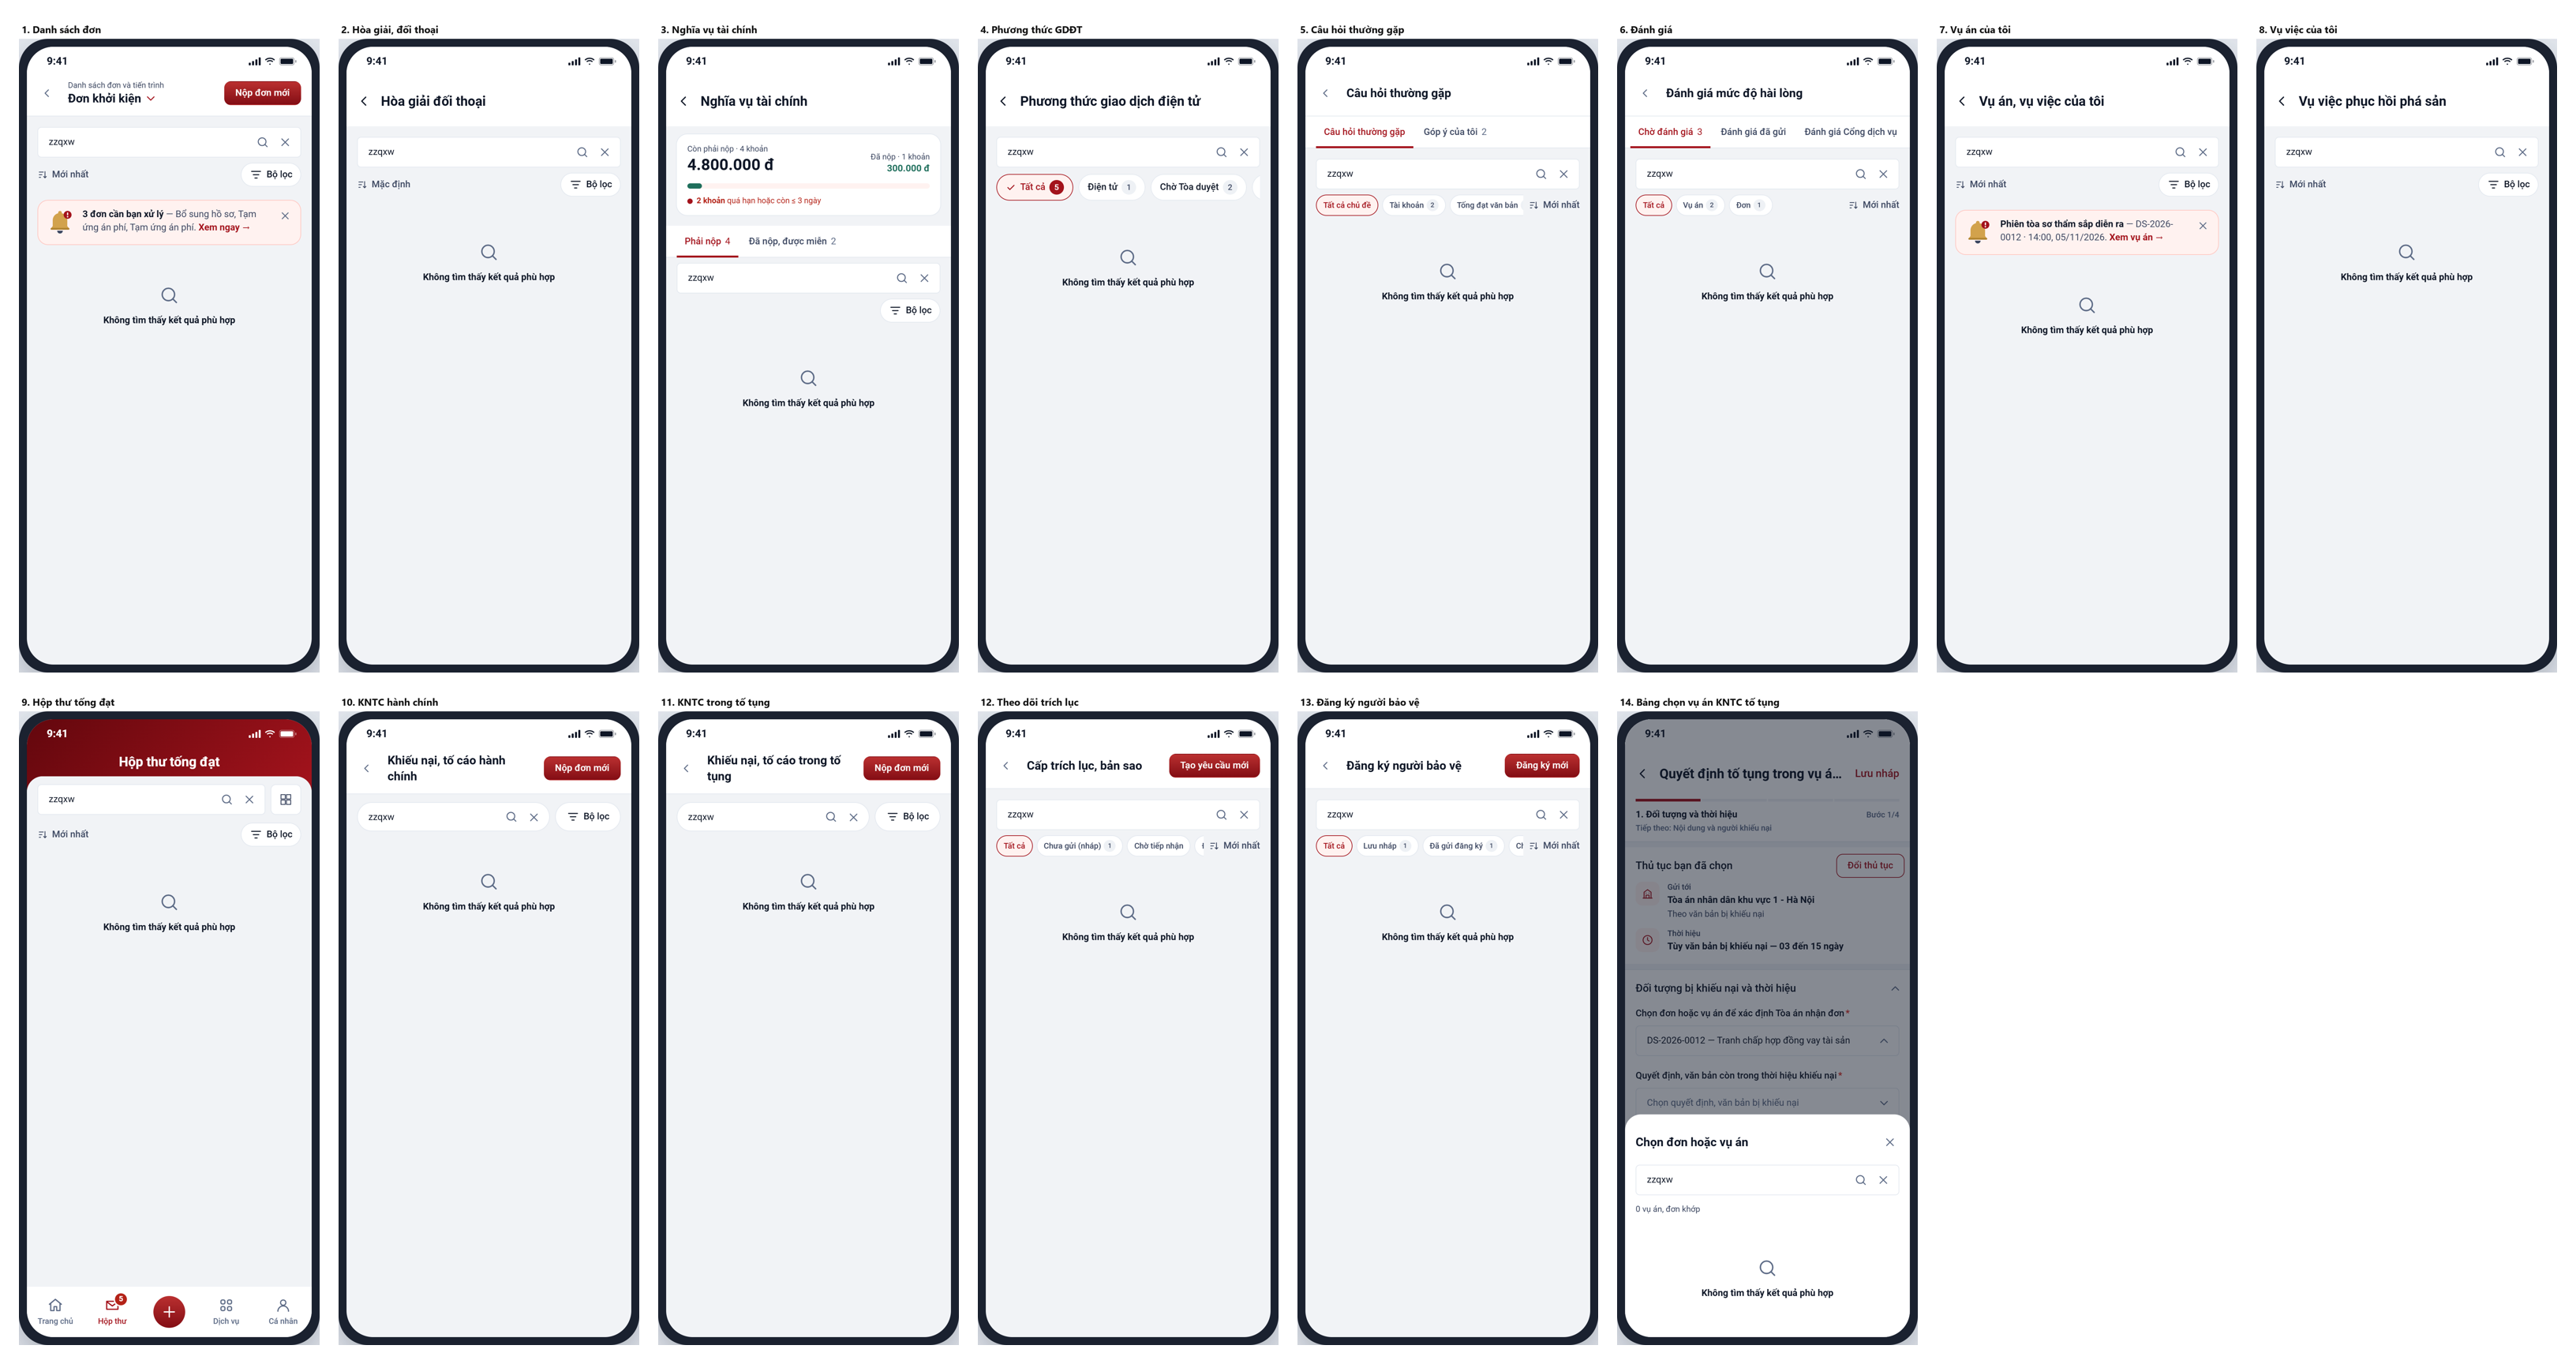 1. Danh sách đơn
9:41
Danh sách đơn và tiến trình
Đơn khởi kiện
Nộp đơn mới
zzqxw
Mới nhất
Bộ lọc
3 đơn cần bạn xử lý — Bổ sung hồ sơ, Tạm
ứng án phí, Tạm ứng án phí. Xem ngay →
Không tìm thấy kết quả phù hợp
2. Hòa giải, đối thoại
9:41
Hòa giải đối thoại
zzqxw
Mặc định
Bộ lọc
Không tìm thấy kết quả phù hợp
3. Nghĩa vụ tài chính
9:41
Nghĩa vụ tài chính
Còn phải nộp · 4 khoản
4.800.000 đ
Đã nộp · 1 khoản
300.000 đ
2 khoản quá hạn hoặc còn ≤ 3 ngày
Phải nộp 4
Đã nộp, được miễn 2
zzqxw
Bộ lọc
Không tìm thấy kết quả phù hợp
4. Phương thức GDĐT
9:41
Phương thức giao dịch điện tử
zzqxw
Tất cả 5
Điện tử 1
Chờ Tòa duyệt 2
Không tìm thấy kết quả phù hợp
5. Câu hỏi thường gặp
9:41
Câu hỏi thường gặp
Câu hỏi thường gặp
Góp ý của tôi 2
zzqxw
Tất cả chủ đề
Tài khoản 2
Tống đạt văn bản
Mới nhất
Không tìm thấy kết quả phù hợp
6. Đánh giá
9:41
Đánh giá mức độ hài lòng
Chờ đánh giá 3
Đánh giá đã gửi
Đánh giá Cổng dịch vụ
zzqxw
Tất cả
Vụ án 2
Đơn 1
Mới nhất
Không tìm thấy kết quả phù hợp
7. Vụ án của tôi
9:41
Vụ án, vụ việc của tôi
zzqxw
Mới nhất
Bộ lọc
Phiên tòa sơ thẩm sắp diễn ra — DS-2026-
0012 · 14:00, 05/11/2026. Xem vụ án →
Không tìm thấy kết quả phù hợp
8. Vụ việc của tôi
9:41
Vụ việc phục hồi phá sản
zzqxw
Mới nhất
Bộ lọc
Không tìm thấy kết quả phù hợp
9. Hộp thư tống đạt
9:41
Hộp thư tống đạt
zzqxw
Mới nhất
Bộ lọc
Không tìm thấy kết quả phù hợp
Trang chủ
5
Hộp thư
Dịch vụ
Cá nhân
10. KNTC hành chính
9:41
Khiếu nại, tố cáo hành
chính
Nộp đơn mới
zzqxw
Bộ lọc
Không tìm thấy kết quả phù hợp
11. KNTC trong tố tụng
9:41
Khiếu nại, tố cáo trong tố
tụng
Nộp đơn mới
zzqxw
Bộ lọc
Không tìm thấy kết quả phù hợp
12. Theo dõi trích lục
9:41
Cấp trích lục, bản sao
Tạo yêu cầu mới
zzqxw
Tất cả
Chưa gửi (nháp) 1
Chờ tiếp nhận
Mới nhất
Không tìm thấy kết quả phù hợp
13. Đăng ký người bảo vệ
9:41
Đăng ký người bảo vệ
Đăng ký mới
zzqxw
Tất cả
Lưu nháp 1
Đã gửi đăng ký 1
Mới nhất
Không tìm thấy kết quả phù hợp
14. Bảng chọn vụ án KNTC tố tụng
9:41
Quyết định tố tụng trong vụ á...
Lưu nháp
1. Đối tượng và thời hiệu
Bước 1/4
Tiếp theo: Nội dung và người khiếu nại
Thủ tục bạn đã chọn
Đổi thủ tục
Gửi tới
Tòa án nhân dân khu vực 1 - Hà Nội
Theo văn bản bị khiếu nại
Thời hiệu
Tùy văn bản bị khiếu nại — 03 đến 15 ngày
Đối tượng bị khiếu nại và thời hiệu
Chọn đơn hoặc vụ án để xác định Tòa án nhận đơn *
DS-2026-0012 — Tranh chấp hợp đồng vay tài sản
Quyết định, văn bản còn trong thời hiệu khiếu nại *
Chọn quyết định, văn bản bị khiếu nại
Chọn đơn hoặc vụ án
zzqxw
0 vụ án, đơn khớp
Không tìm thấy kết quả phù hợp